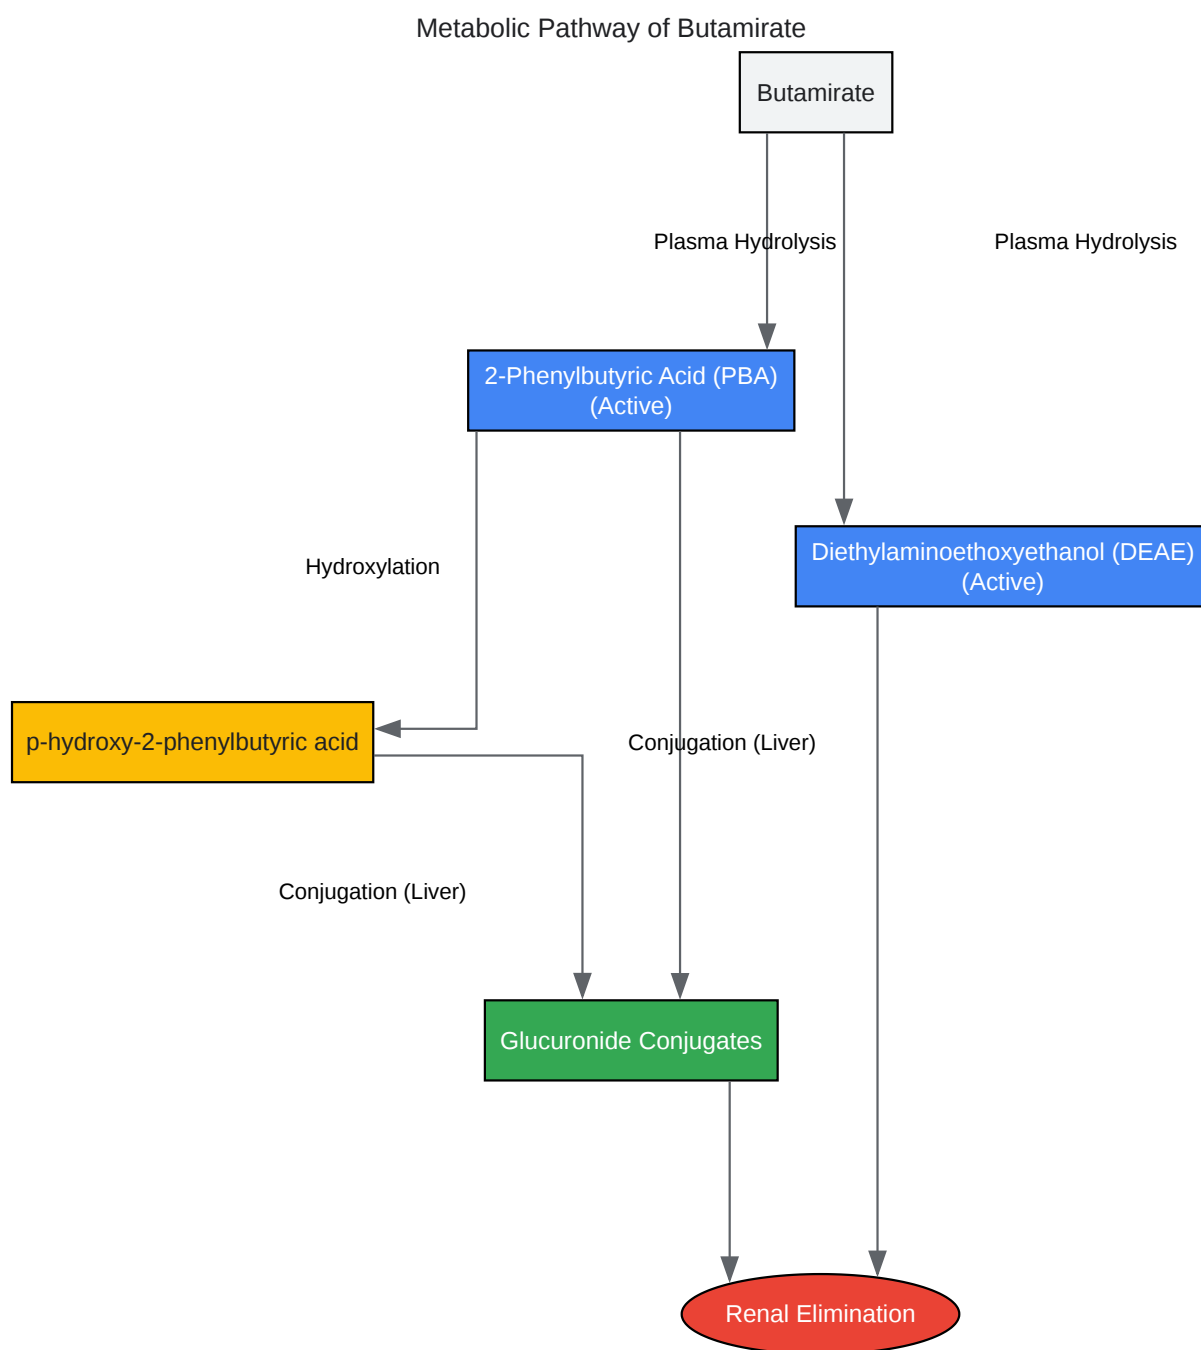 Metabolic Pathway of Butamirate
Butamirate
Plasma Hydrolysis
Plasma Hydrolysis
2-Phenylbutyric Acid (PBA)
(Active)
Diethylaminoethoxyethanol (DEAE)
(Active)
Hydroxylation
p-hydroxy-2-phenylbutyric acid
Conjugation (Liver)
Conjugation (Liver)
Glucuronide Conjugates
Renal Elimination